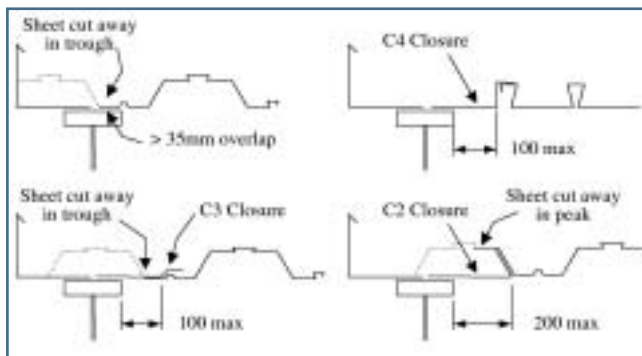 Sheet cut away
in trough
> 35mm overlap
C4 Closure
100 max
Sheet cut away
in trough
C3 Closure
100 max
C2 Closure
Sheet cut away
in peak
200 max